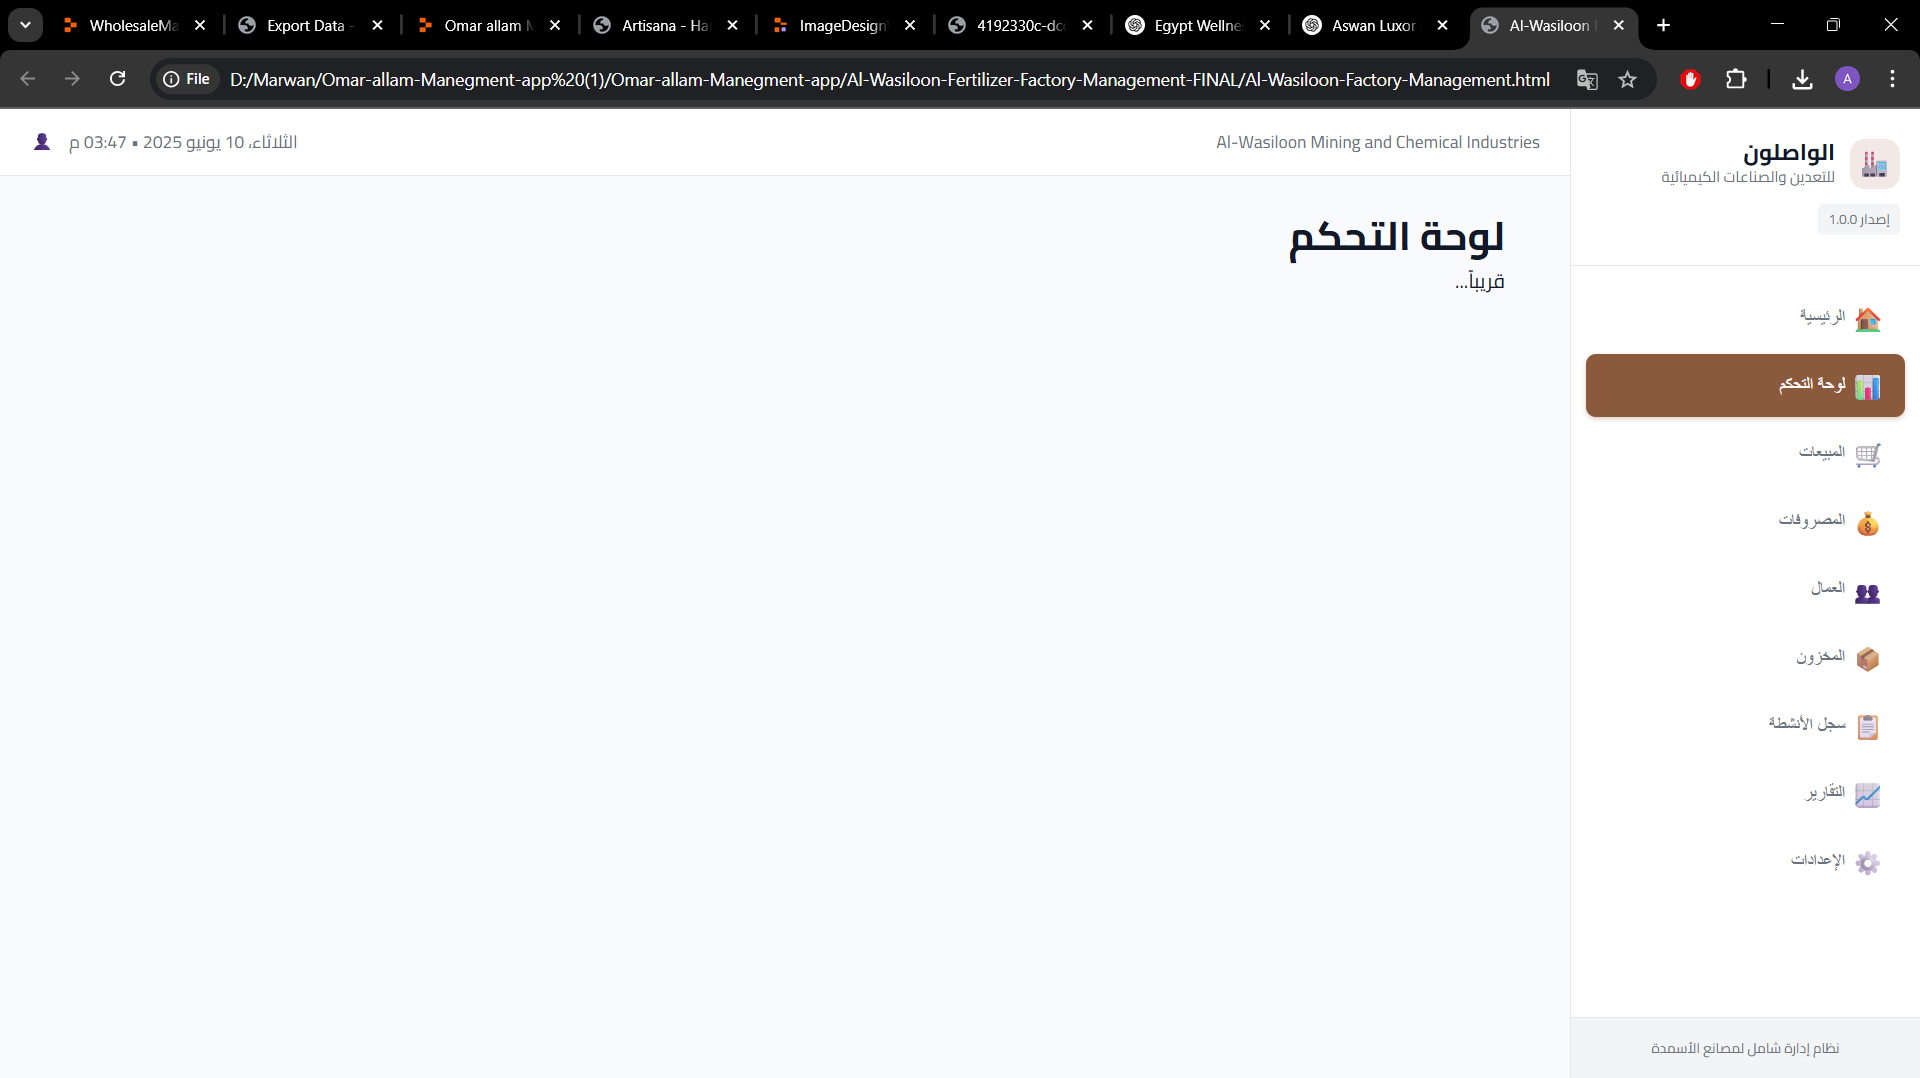 WholesaleMa
Export Data -
Omar allam M
Artisana - Ha
ImageDesign
4192330c-dc
Egypt Wellne
Aswan Luxor
Al-Wasiloon
File
D:/Marwan/Omar-allam-Manegment-app%20(1)/Omar-allam-Manegment-app/Al-Wasiloon-Fertilizer-Factory-Management-FINAL/Al-Wasiloon-Factory-Management.html
A
الواصلون
للتعدين والصناعات الكيميائية
إصدار 1.0.0
Al-Wasiloon Mining and Chemical Industries
الثلاثاء، 10 يونيو 2025 • 03:47 م
لوحة التحكم
قريباً...
الرئيسية
لوحة التحكم
المبيعات
المصروفات
العمال
المخزون
سجل الأنشطة
التقارير
الإعدادات
نظام إدارة شامل لمصانع الأسمدة